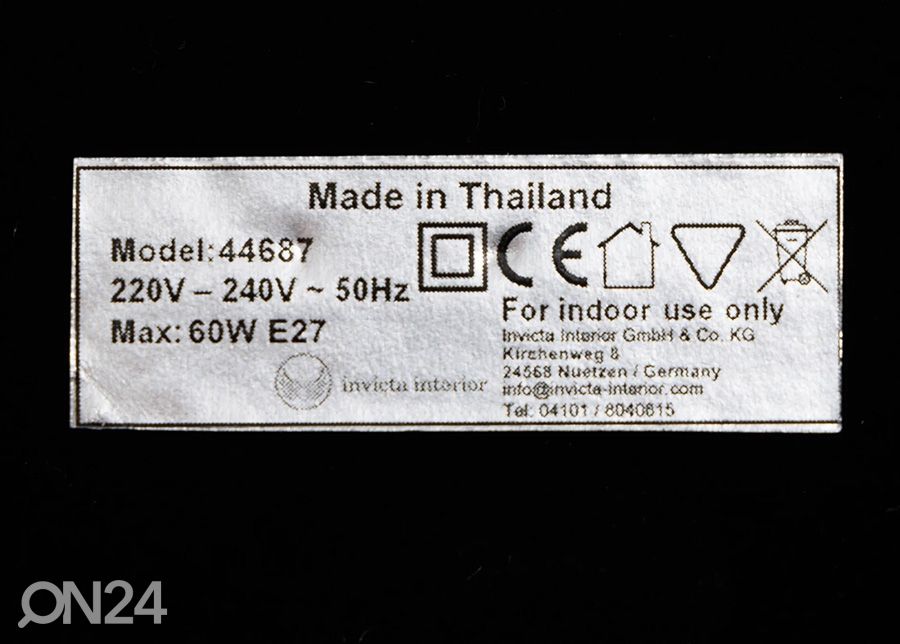 Made in Thailand
Model: 44687
220V – 240V ~ 50Hz
Max: 60W E27
invicta interior
CE
For indoor use only
Invicta Interior GmbH & Co. KG
Kirchenweg 8
24568 Nuetzen / Germany
info@invicta-interior.com
Tel: 04101 / 8040615
ON24